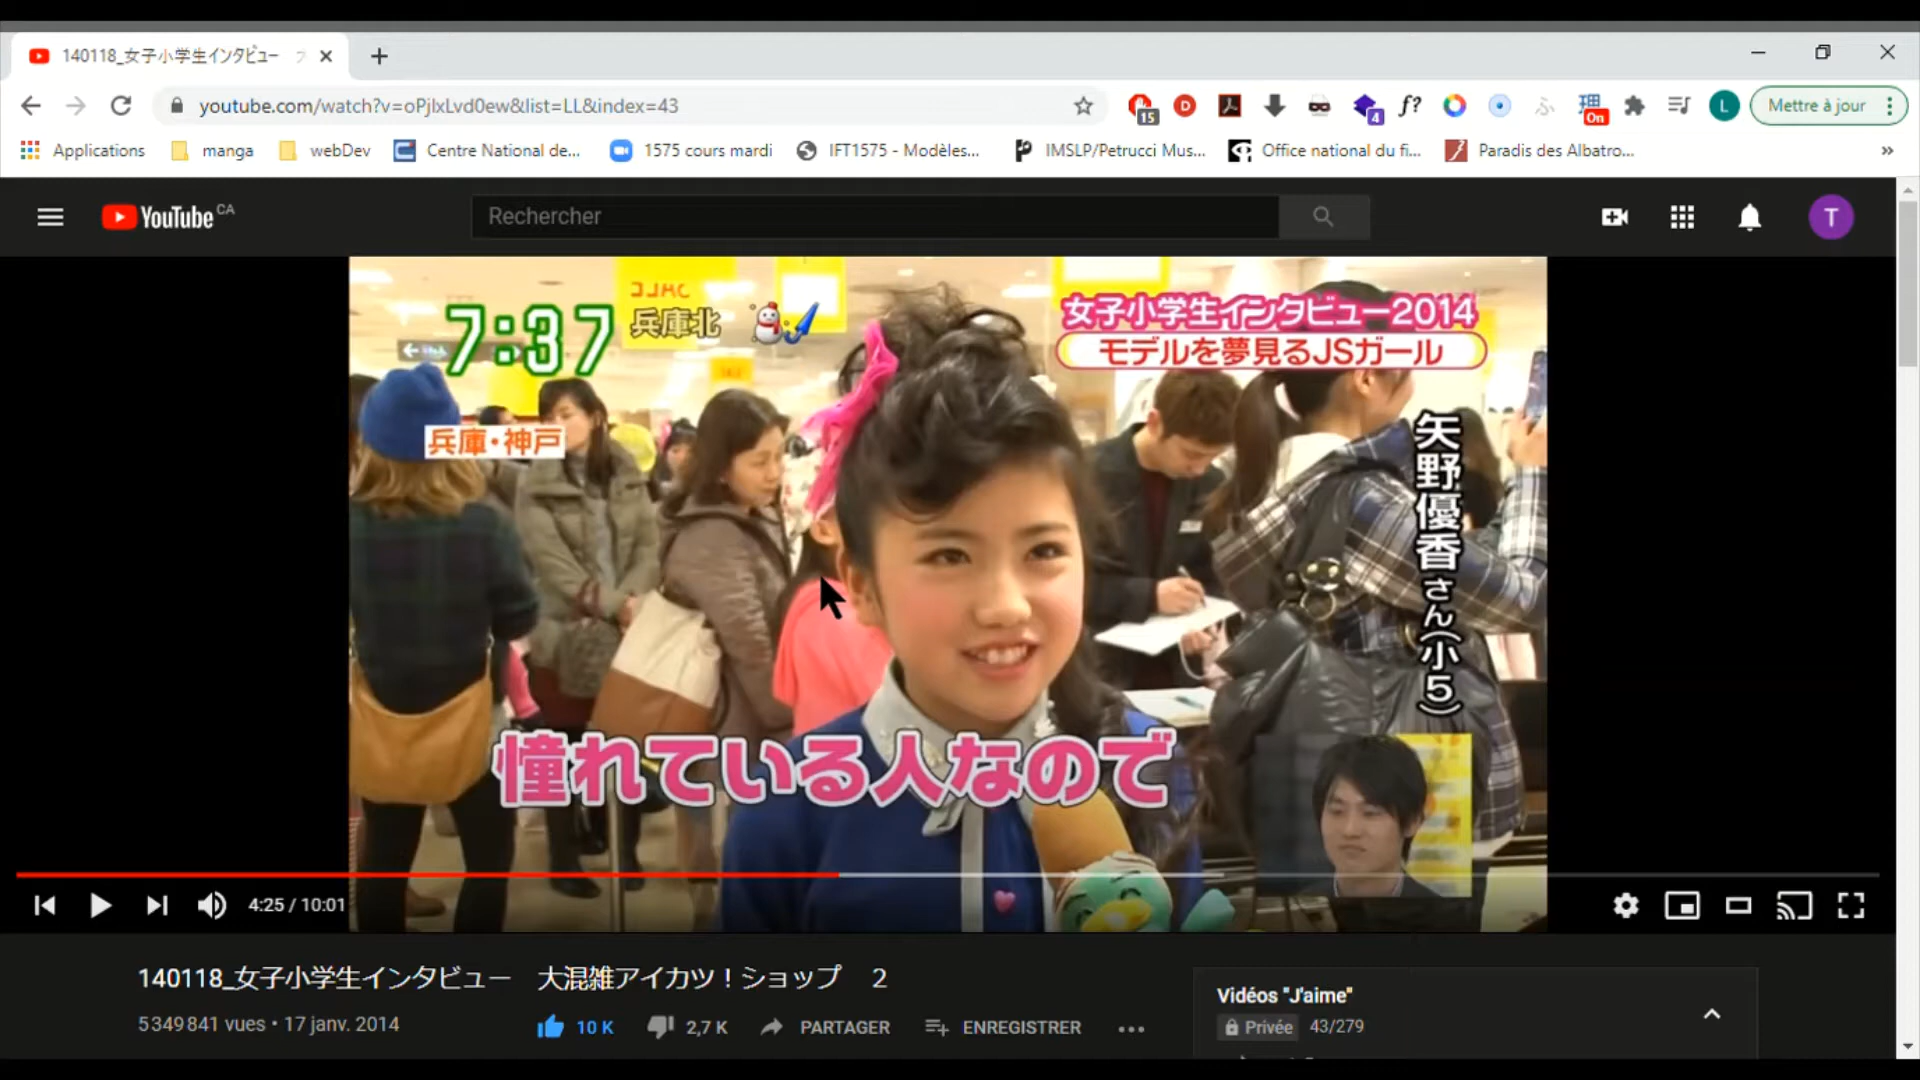 140118_女子小学生インタビュー
youtube.com/watch?v=oPjlxLvd0ew&list=LL&index=43
15
D
4
f?
On
L
Mettre à jour
Applications
manga
webDev
Centre National de...
1575 cours mardi
IFT1575 - Modèles...
IMSLP/Petrucci Mus...
Office national du fi...
Paradis des Albatro...
YouTube CA
Rechercher
T
7:37
兵庫北
女子小学生インタビュー2014
モデルを夢見るJSガール
兵庫・神戸
矢野優香さん(小5)
憧れている人なので
4:25 / 10:01
140118_女子小学生インタビュー 大混雑アイカツ!ショップ 2
5 349 841 vues • 17 janv. 2014
10 K
2,7 K
PARTAGER
ENREGISTRER
Vidéos "J'aime"
Privée
43/279